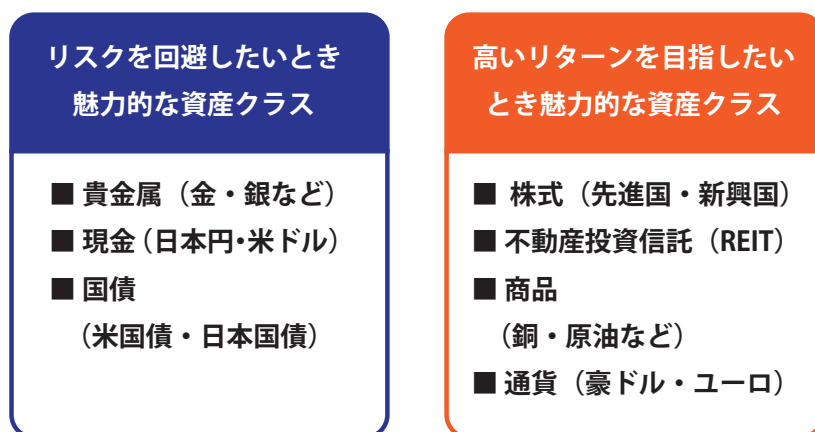 リスクを回避したいとき
魅力的な資産クラス
■ 貴金属（金・銀など）
■ 現金（日本円・米ドル）
■ 国債
（米国債・日本国債）
高いリターンを目指したい
とき魅力的な資産クラス
■ 株式（先進国・新興国）
■ 不動産投資信託（REIT）
■ 商品
（銅・原油など）
■ 通貨（豪ドル・ユーロ）